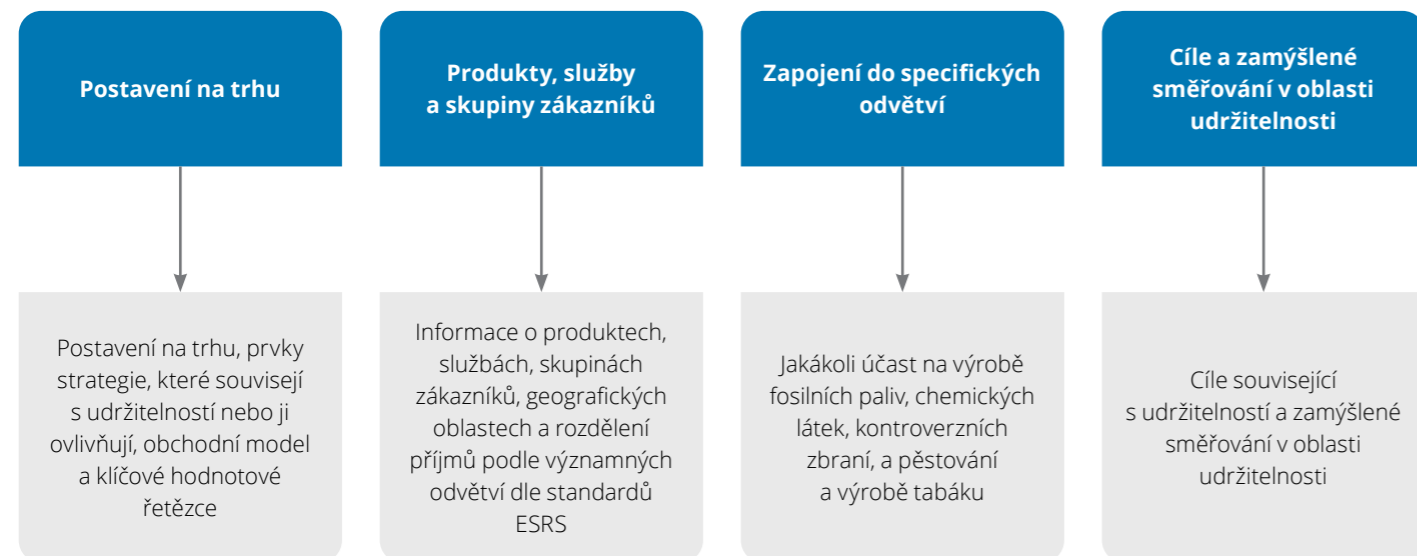 Postavení na trhu
Produkty, služby
a skupiny zákazníků
Zapojení do specifických
odvětví
Cíle a zamýšlené
směřování v oblasti
udržitelnosti
Postavení na trhu, prvky
strategie, které souvisejí
s udržitelností nebo ji
ovlivňují, obchodní model
a klíčové hodnotové
řetězce
Informace o produktech,
službách, skupinách
zákazníků, geografických
oblastech a rozdělení
příjmů podle významných
odvětví dle standardů
ESRS
Jakákoli účast na výrobě
fosilních paliv, chemických
látek, kontroverzních
zbraní, a pěstování
a výrobě tabáku
Cíle související
s udržitelností a zamýšlené
směřování v oblasti
udržitelnosti